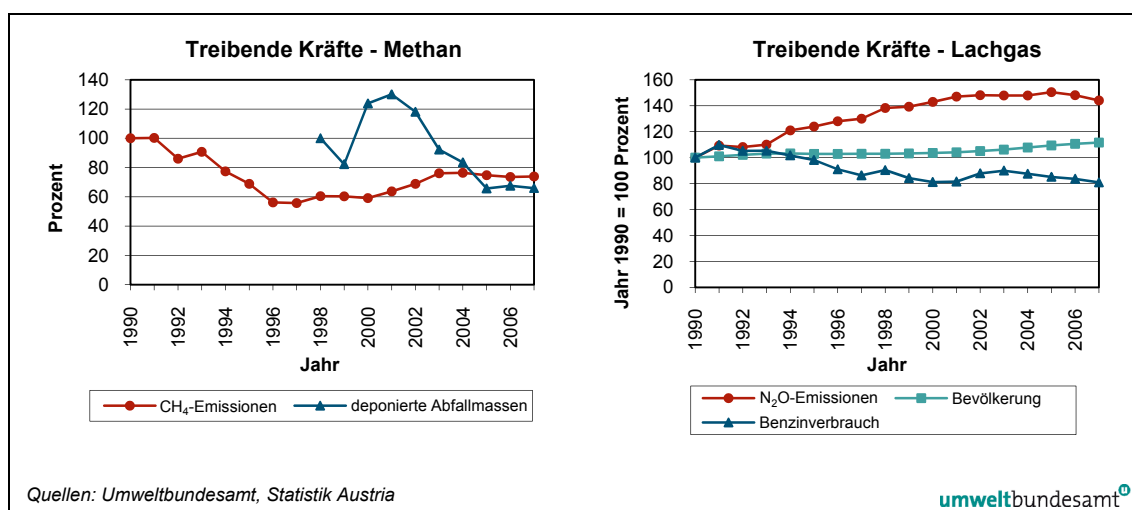 Treibende Kräfte - Methan
Prozent
140
120
100
80
60
40
20
0
1990
1992
1994
1996
1998
2000
2002
2004
2006
Jahr
CH₄-Emissionen
deponierte Abfallmassen
Treibende Kräfte - Lachgas
Jahr 1990 = 100 Prozent
160
140
120
100
80
60
40
20
0
1990
1992
1994
1996
1998
2000
2002
2004
2006
Jahr
N₂O-Emissionen
Bevölkerung
Benzinverbrauch
Quellen: Umweltbundesamt, Statistik Austria
umweltbundesamt u